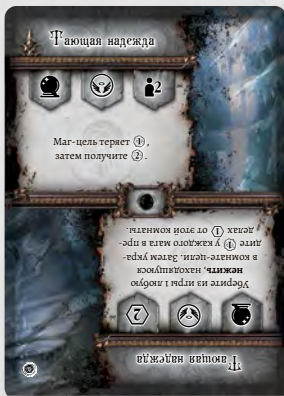 Тающая надежда
2
Маг-цель теряет 1,
затем получите 2.
Тающая надежда
2
Уберите из игры 1 любую
нежить, находящуюся
в комнате-цели. Затем укра-
дите 1 у каждого мага в пре-
делах 1 от этой комнаты.